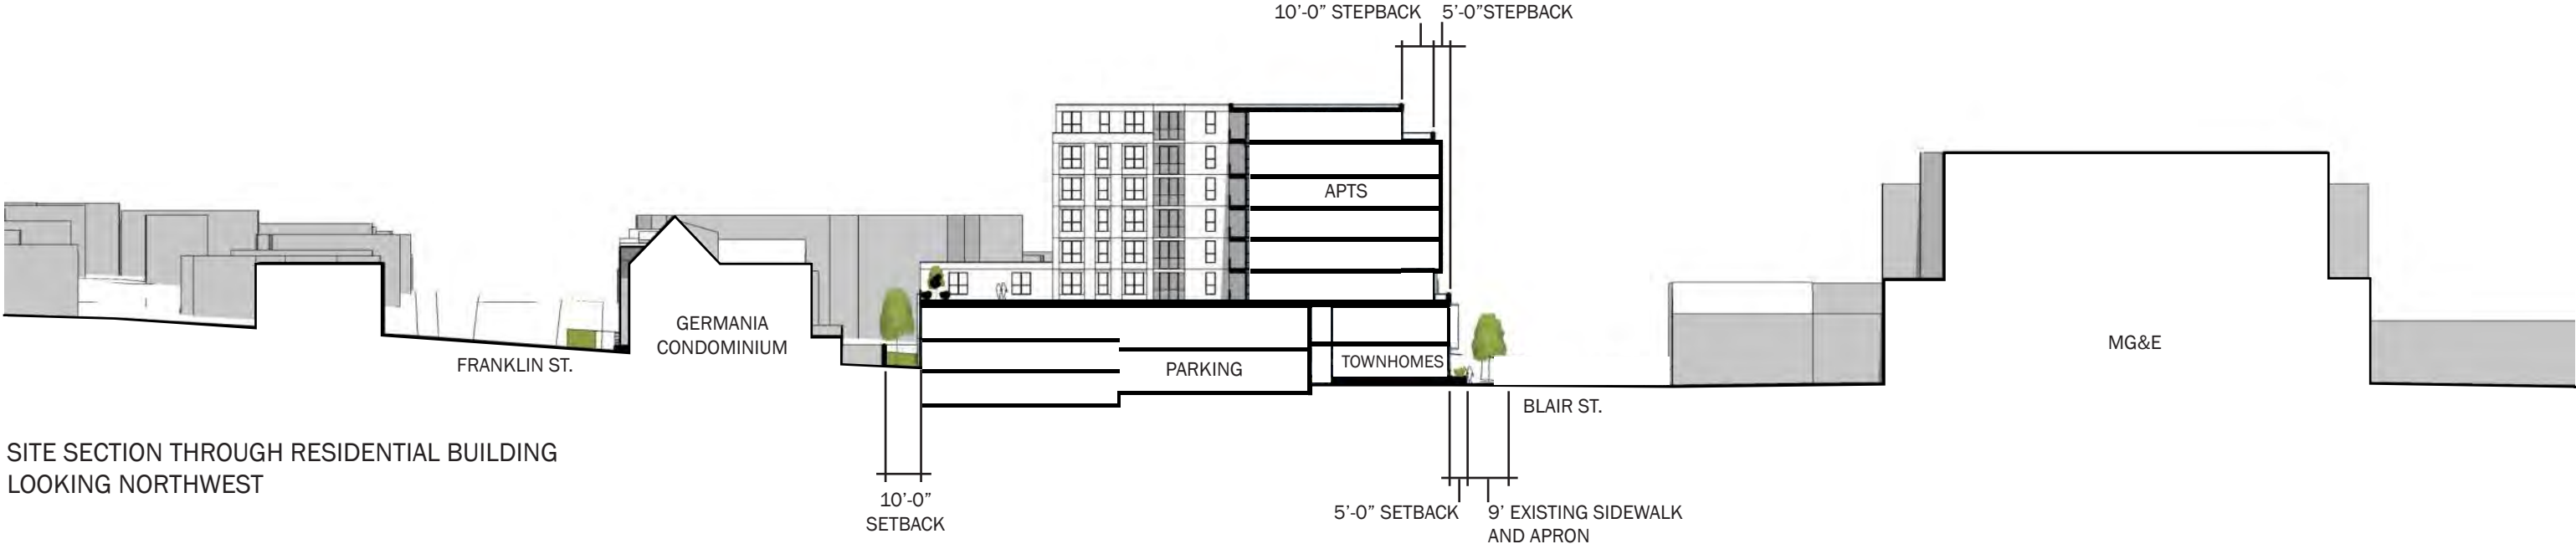 10’-0” STEPBACK
5’-0”STEPBACK
APTS
GERMANIA
CONDOMINIUM
FRANKLIN ST.
PARKING
TOWNHOMES
MG&E
BLAIR ST.
SITE SECTION THROUGH RESIDENTIAL BUILDING
LOOKING NORTHWEST
10’-0”
SETBACK
5’-0” SETBACK
9’ EXISTING SIDEWALK
AND APRON